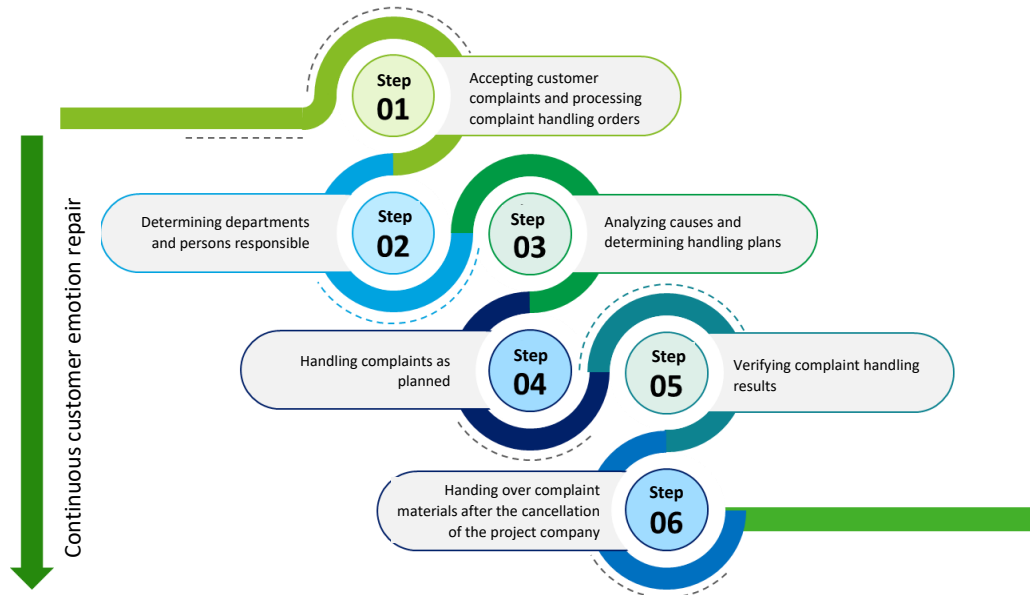 Step
01
Accepting customer
complaints and processing
complaint handling orders
Determining departments
and persons responsible
Step
02
Step
03
Analyzing causes and
determining handling plans
Handling complaints as
planned
Step
04
Step
05
Verifying complaint handling
results
Handing over complaint
materials after the cancellation
of the project company
Step
06
Continuous customer emotion repair